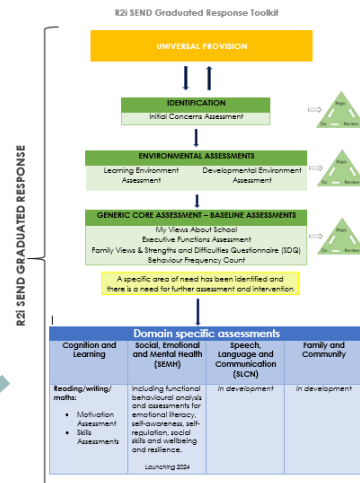 R2i SEND Graduated Response Toolkit
UNIVERSAL PROVISION
IDENTIFICATION
Initial Concerns Assessment
Plan
Do Review
ENVIRONMENTAL ASSESSMENTS
Learning Environment Developmental Environment
Assessment Assessment
Plan
Do Review
GENERIC CORE ASSESSMENT – BASELINE ASSESSMENTS
My Views About School
Executive Functions Assessment
Family Views & Strengths and Difficulties Questionnaire (SDQ)
Behaviour Frequency Count
Plan
Do Review
A specific area of need has been identified and
there is a need for further assessment and intervention
R2i SEND GRADUATED RESPONSE
Domain specific assessments
Cognition and
Learning
Social, Emotional
and Mental Health
(SEMH)
Speech,
Language and
Communication
(SLCN)
Family and
Community
Reading/writing/
maths:
• Motivation
Assessment
• Skills
Assessments
Including functional
behavioural analysis
and assessments for
emotional literacy,
self-awareness, self-
regulation, social
skills and wellbeing
and resilience.
Launching 2024
In development
In development